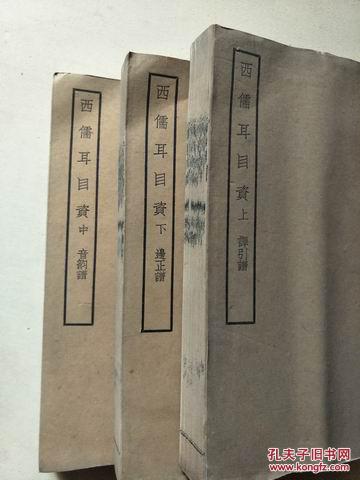 西儒耳目資 中 音韵譜
西儒耳目資 下 邊正譜
西儒耳目資 上 譯引譜
孔夫子旧书网
www.kongfz.com